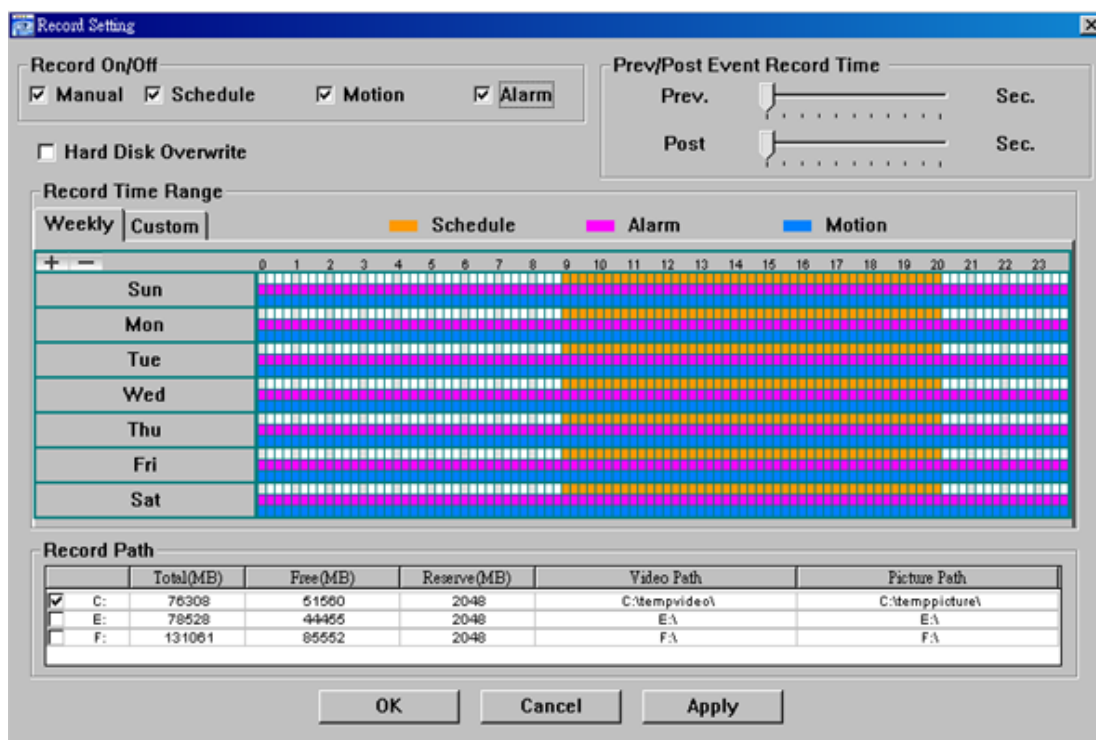 Record Setting
Record On/Off
Manual Schedule Motion Alarm
Prev/Post Event Record Time
Prev. Sec.
Post Sec.
Hard Disk Overwrite
Record Time Range
Weekly Custom
Schedule Alarm Motion
+ − 0 1 2 3 4 5 6 7 8 9 10 11 12 13 14 15 16 17 18 19 20 21 22 23
Sun
Mon
Tue
Wed
Thu
Fri
Sat
Record Path
Total(MB) Free(MB) Reserve(MB) Video Path Picture Path
C: 76308 51560 2048 C:\tempvideo\ C:\temppicture\
E: 78528 44455 2048 E:\ E:\
F: 131061 85552 2048 F:\ F:\
OK Cancel Apply